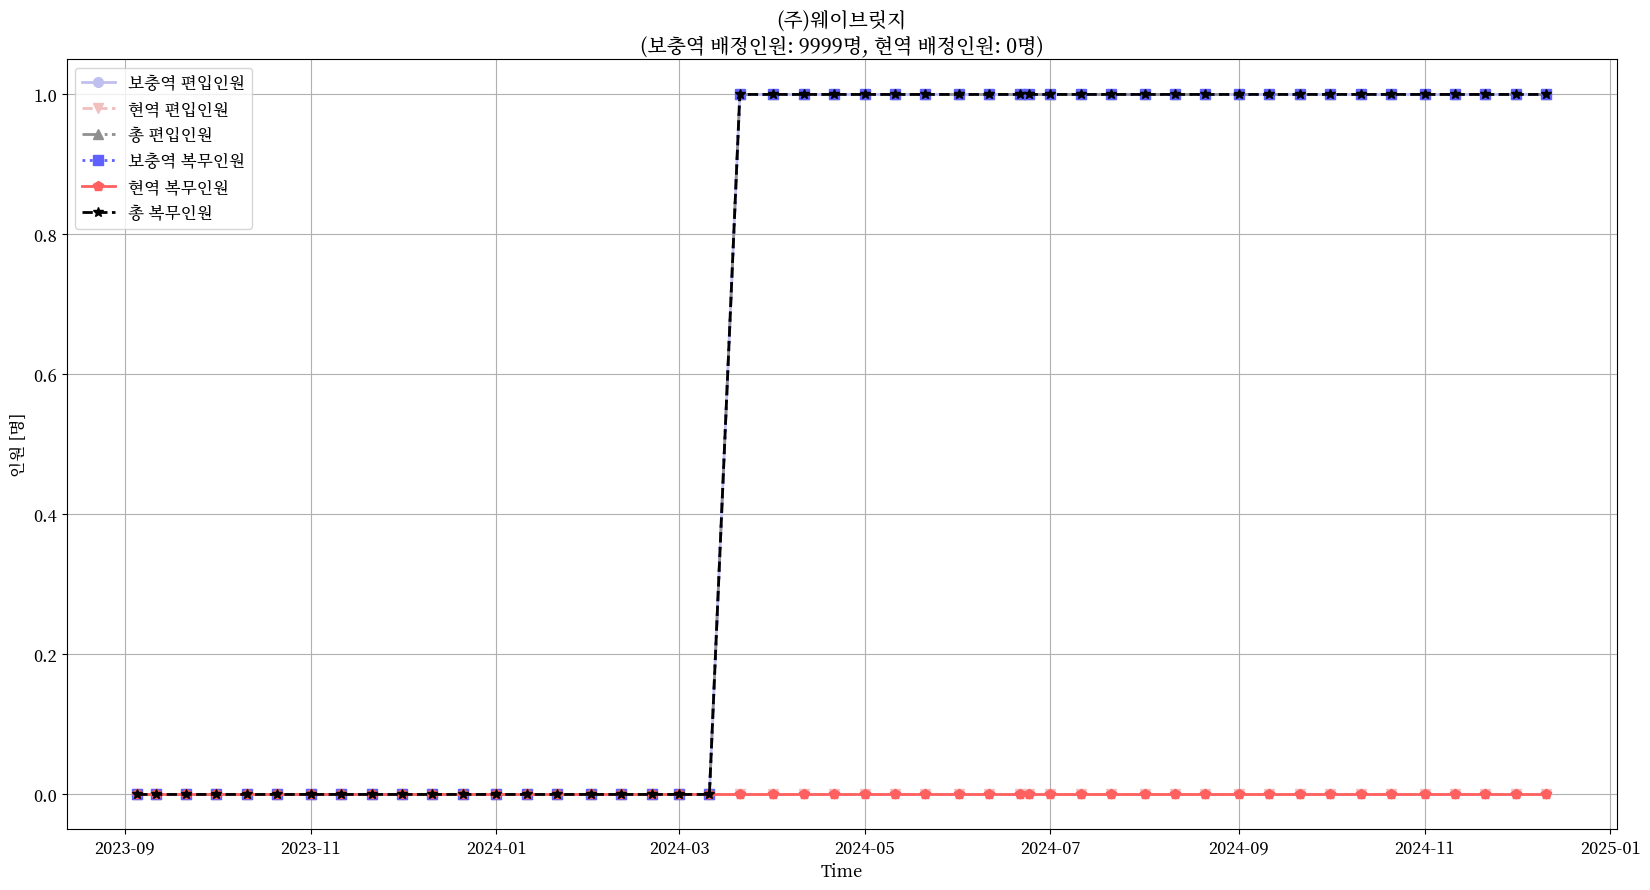 (주)웨이브릿지
(보충역 배정인원: 9999명, 현역 배정인원: 0명)
보충역 편입인원
현역 편입인원
총 편입인원
보충역 복무인원
현역 복무인원
총 복무인원
1.0
0.8
0.6
0.4
0.2
0.0
인원 [명]
2023-09
2023-11
2024-01
2024-03
2024-05
2024-07
2024-09
2024-11
2025-01
Time